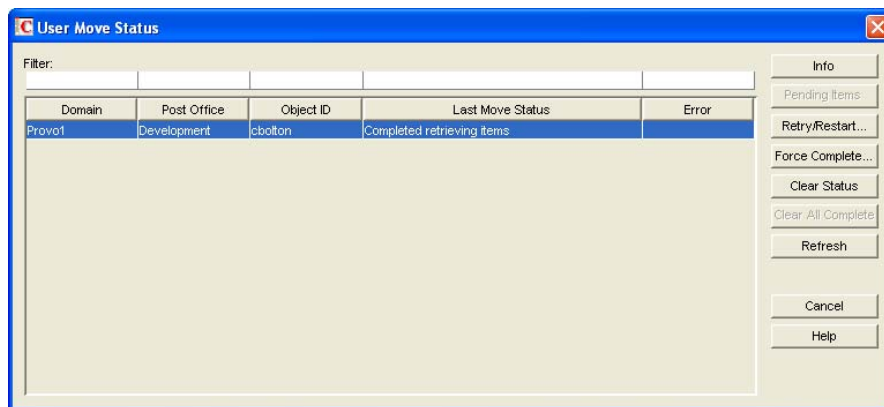 User Move Status
Filter:
Domain Post Office Object ID Last Move Status Error
Provo1 Development cbolton Completed retrieving items
Info
Pending Items
Retry/Restart...
Force Complete...
Clear Status
Clear All Complete
Refresh
Cancel
Help